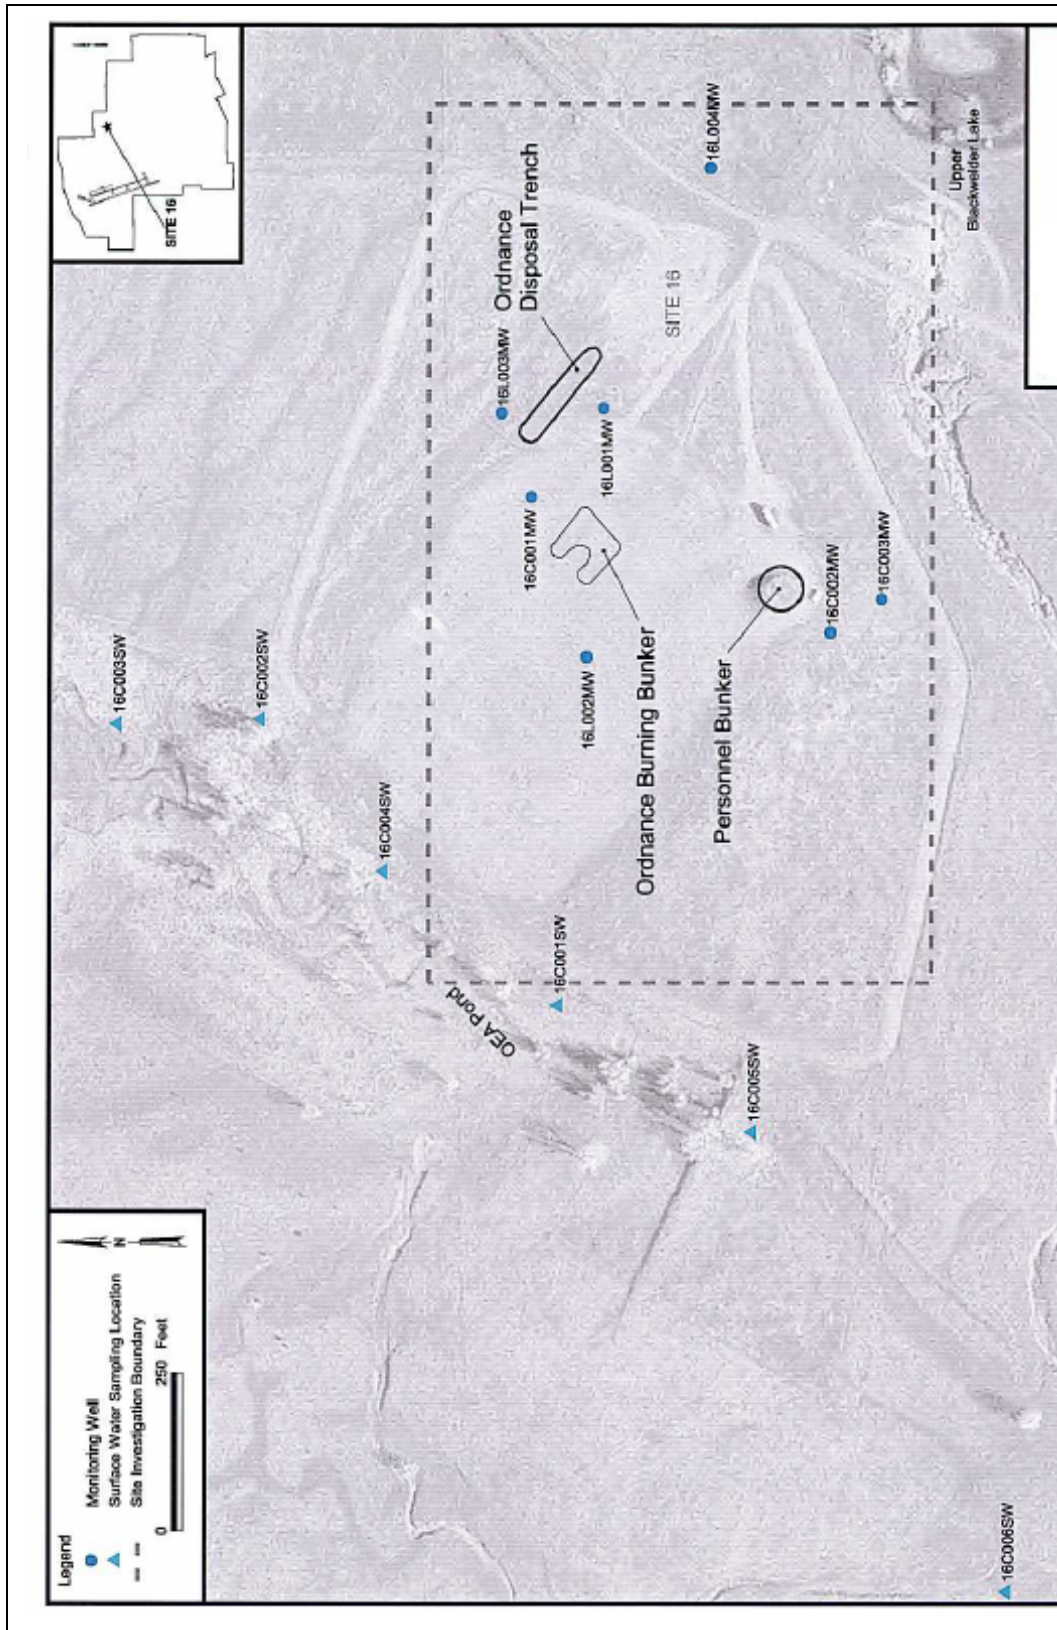 SITE 16
Legend
Monitoring Well
Surface Water Sampling Location
Site Investigation Boundary
0
250 Feet
N
16C003SW
16C002SW
16C004SW
16C001SW
16C005SW
16C006SW
OEA Pond
16L004MW
Ordnance
Disposal Trench
16L003MW
16L001MW
16C001MW
16L002MW
SITE 16
Ordnance Burning Bunker
Personnel Bunker
16C002MW
16C003MW
Upper
Blackwelder Lake